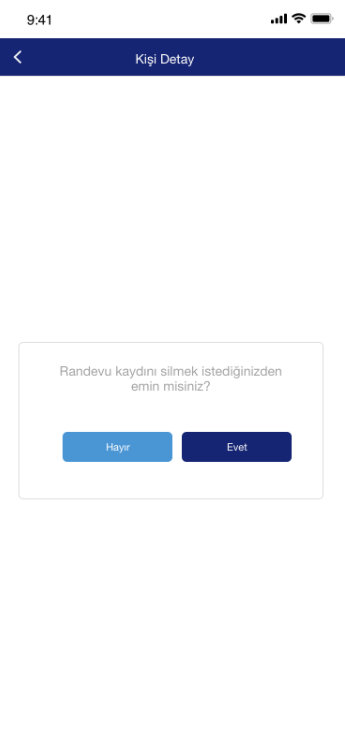 9:41
Kişi Detay
Randevu kaydını silmek istediğinizden
emin misiniz?
Hayır
Evet